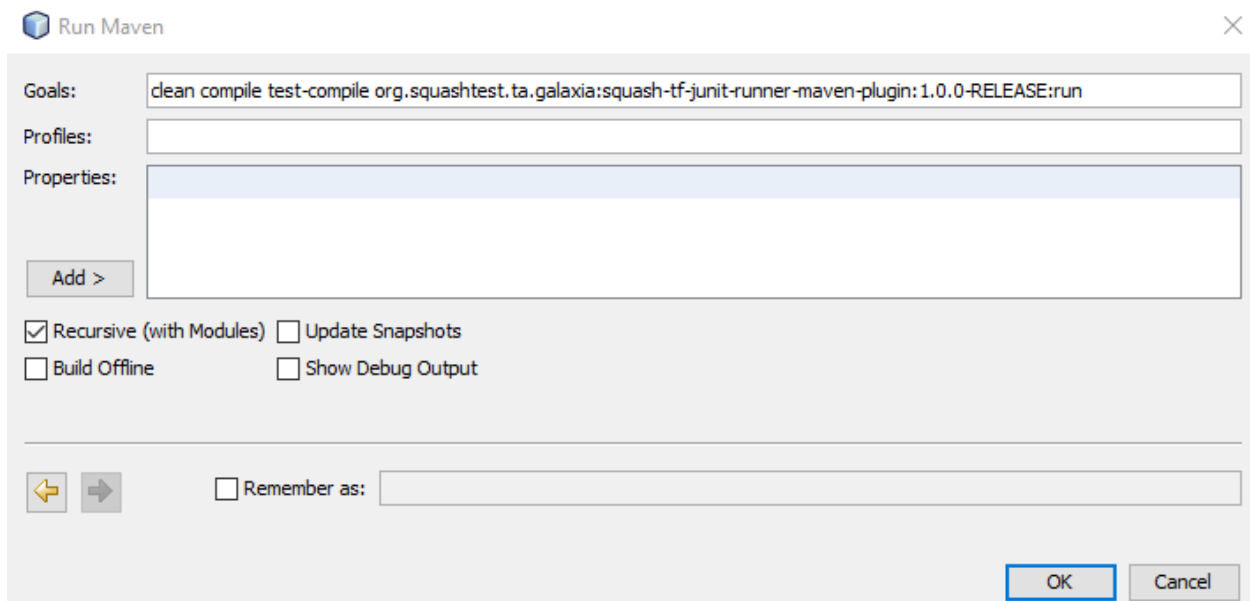 Run Maven
Goals: clean compile test-compile org.squashtest.ta.galaxia:squash-tf-junit-runner-maven-plugin:1.0.0-RELEASE:run
Profiles:
Properties:
Add >
Recursive (with Modules) Update Snapshots
Build Offline Show Debug Output
Remember as:
OK Cancel